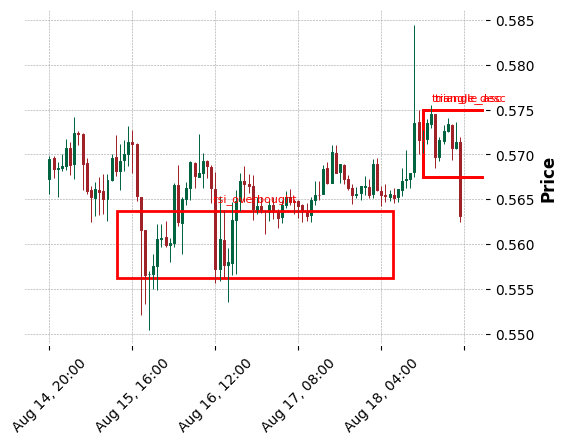 0.585
0.580
0.575
0.570
0.565
0.560
0.555
0.550
Price
si_overbought
Aug 14, 20:00
Aug 15, 16:00
Aug 16, 12:00
Aug 17, 08:00
Aug 18, 04:00